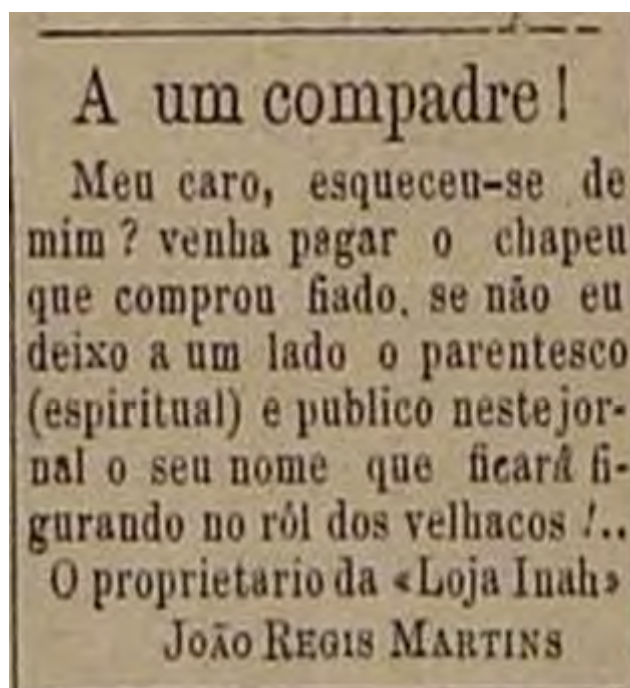 A um compadre!
Meu caro, esqueceu-se de
mim? venha pagar o chapeu
que comprou fiado, se não eu
deixo a um lado o parentesco
(espiritual) e publico neste jor-
nal o seu nome que ficará fi-
gurando no ról dos velhacos!..
O proprietario da «Loja Inah»
JOÃO REGIS MARTINS